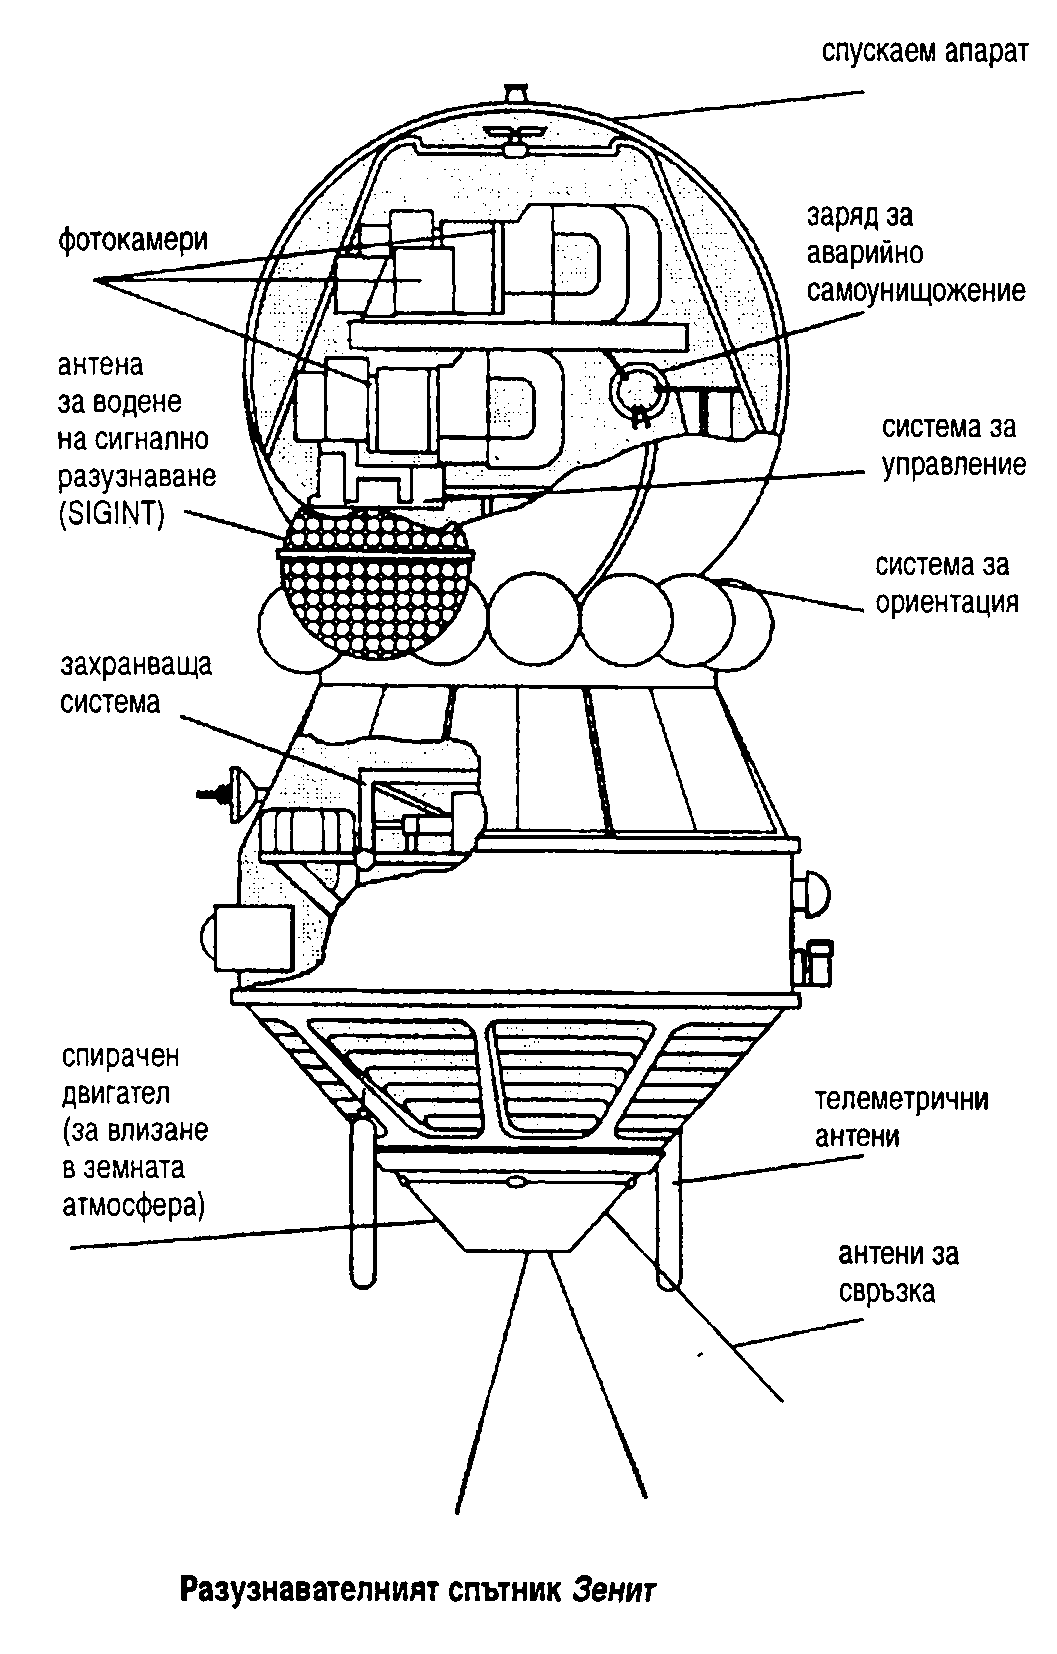 спускаем апарат
фотокамери
заряд за
аварийно
самоунищожение
антена
за водене
на сигнално
разузнаване
(SIGINT)
система за
управление
система за
ориентация
захранваща
система
спирачен
двигател
(за влизане
в земната
атмосфера)
телеметрични
антени
антени за
свръзка
Разузнавателният спътник Зенит